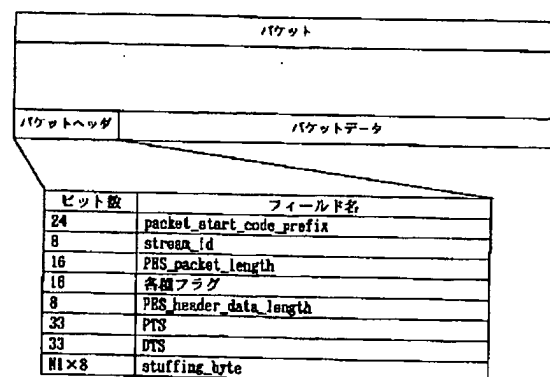 パケット
パケットヘッダ パケットデータ
ビット数 フィールド名
24 packet_start_code_prefix
8 stream_id
16 PES_packet_length
16 各種フラグ
8 PES_header_data_length
33 PTS
33 DTS
N1×8 stuffing_byte